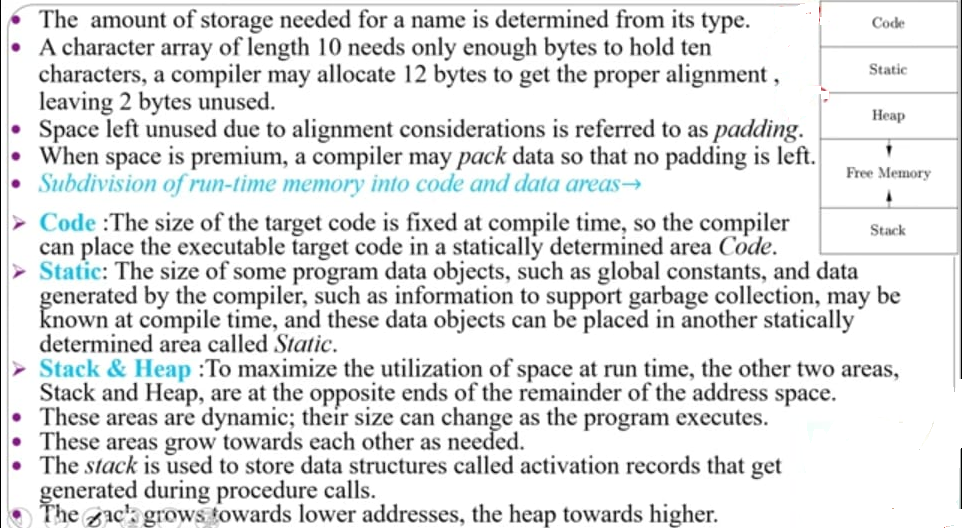 The amount of storage needed for a name is determined from its type.
A character array of length 10 needs only enough bytes to hold ten
characters, a compiler may allocate 12 bytes to get the proper alignment ,
leaving 2 bytes unused.
Space left unused due to alignment considerations is referred to as padding.
When space is premium, a compiler may pack data so that no padding is left.
Subdivision of run-time memory into code and data areas→
Code :The size of the target code is fixed at compile time, so the compiler
can place the executable target code in a statically determined area Code.
Static: The size of some program data objects, such as global constants, and data
generated by the compiler, such as information to support garbage collection, may be
known at compile time, and these data objects can be placed in another statically
determined area called Static.
Stack & Heap :To maximize the utilization of space at run time, the other two areas,
Stack and Heap, are at the opposite ends of the remainder of the address space.
These areas are dynamic; their size can change as the program executes.
These areas grow towards each other as needed.
The stack is used to store data structures called activation records that get
generated during procedure calls.
The grows towards lower addresses, the heap towards higher.
Code
Static
Heap
Free Memory
Stack